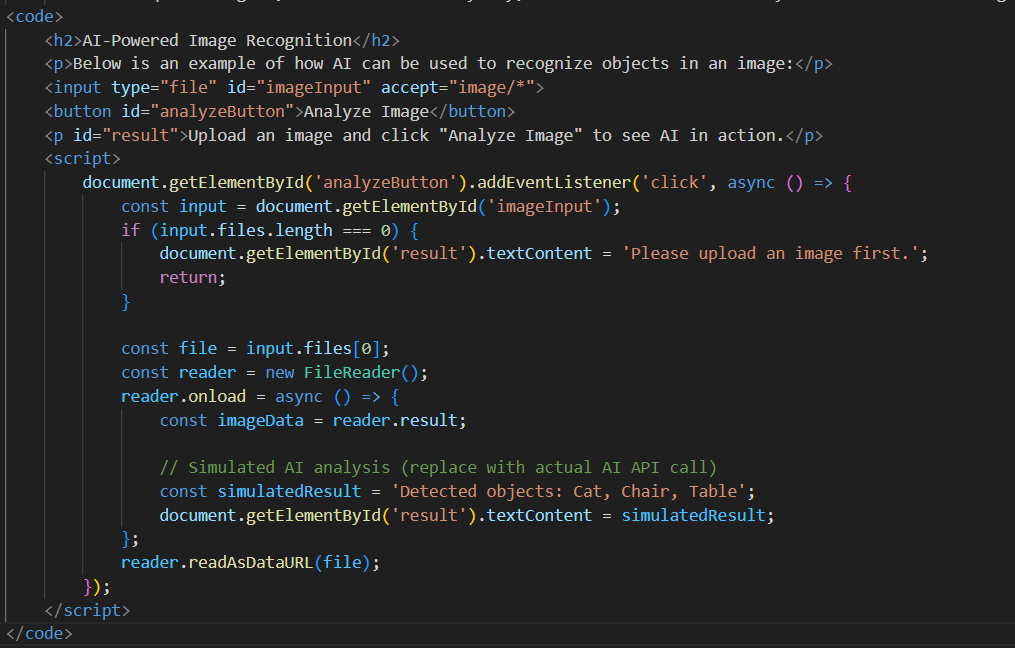 <code>
<h2>AI-Powered Image Recognition</h2>
<p>Below is an example of how AI can be used to recognize objects in an image:</p>
<input type="file" id="imageInput" accept="image/*">
<button id="analyzeButton">Analyze Image</button>
<p id="result">Upload an image and click "Analyze Image" to see AI in action.</p>
<script>
document.getElementById('analyzeButton').addEventListener('click', async () => {
const input = document.getElementById('imageInput');
if (input.files.length === 0) {
document.getElementById('result').textContent = 'Please upload an image first.';
return;
}
const file = input.files[0];
const reader = new FileReader();
reader.onload = async () => {
const imageData = reader.result;
// Simulated AI analysis (replace with actual AI API call)
const simulatedResult = 'Detected objects: Cat, Chair, Table';
document.getElementById('result').textContent = simulatedResult;
};
reader.readAsDataURL(file);
});
</script>
</code>